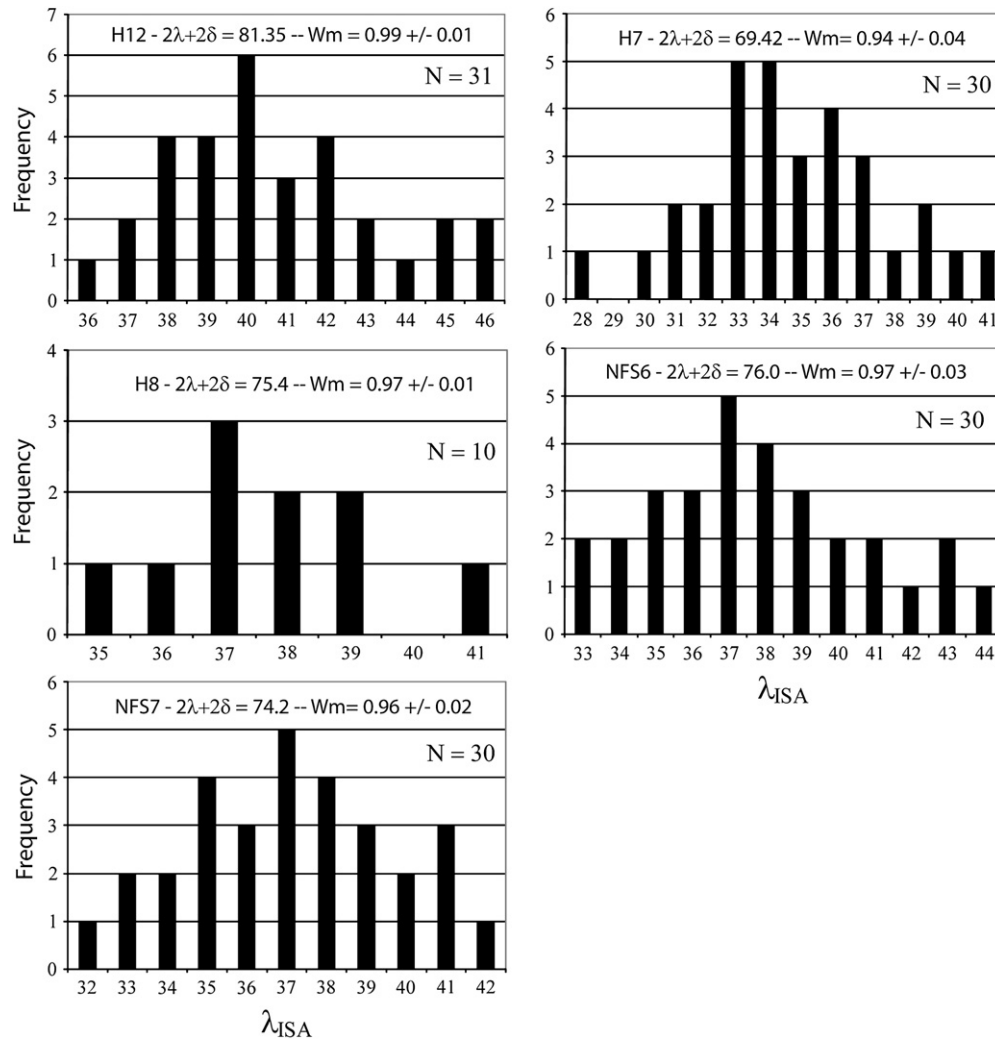 H12 - 2λ+2δ = 81.35 -- Wm = 0.99 +/- 0.01
N = 31
Frequency
7
6
5
4
3
2
1
0
36 37 38 39 40 41 42 43 44 45 46
H7 - 2λ+2δ = 69.42 -- Wm= 0.94 +/- 0.04
N = 30
6
5
4
3
2
1
0
28 29 30 31 32 33 34 35 36 37 38 39 40 41
H8 - 2λ+2δ = 75.4 -- Wm = 0.97 +/- 0.01
N = 10
Frequency
4
3
2
1
0
35 36 37 38 39 40 41
NFS6 - 2λ+2δ = 76.0 -- Wm = 0.97 +/- 0.03
N = 30
6
5
4
3
2
1
0
33 34 35 36 37 38 39 40 41 42 43 44
λISA
NFS7 - 2λ+2δ = 74.2 -- Wm= 0.96 +/- 0.02
N = 30
Frequency
6
5
4
3
2
1
0
32 33 34 35 36 37 38 39 40 41 42
λISA